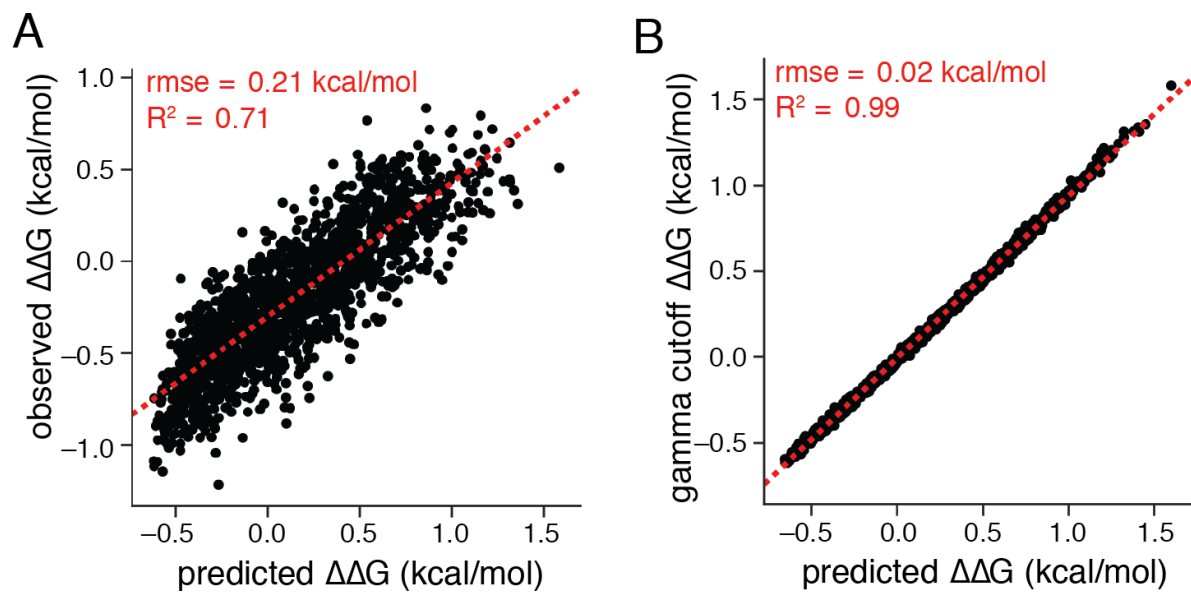 A
rmse = 0.21 kcal/mol
R² = 0.71
observed ΔΔG (kcal/mol)
1.0
0.5
0.0
−0.5
−1.0
−0.5
0.0
0.5
1.0
1.5
predicted ΔΔG (kcal/mol)
B
rmse = 0.02 kcal/mol
R² = 0.99
gamma cutoff ΔΔG (kcal/mol)
1.5
1.0
0.5
0.0
−0.5
−0.5
0.0
0.5
1.0
1.5
predicted ΔΔG (kcal/mol)